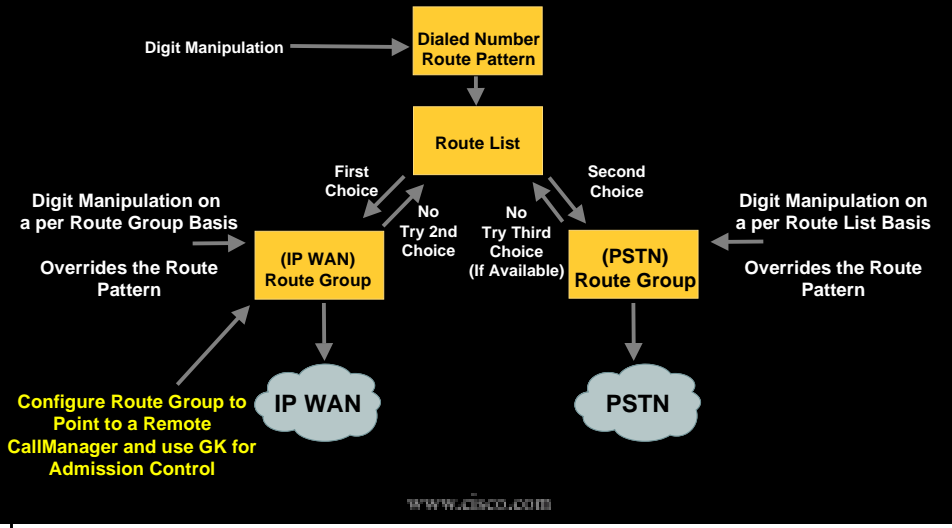 Digit Manipulation
Dialed Number
Route Pattern
Route List
First
Choice
Second
Choice
No
Try 2nd
Choice
No
Try Third
Choice
(If Available)
Digit Manipulation on
a per Route Group Basis
Overrides the Route
Pattern
(IP WAN)
Route Group
(PSTN)
Route Group
Digit Manipulation on
a per Route List Basis
Overrides the Route
Pattern
IP WAN
PSTN
Configure Route Group to
Point to a Remote
CallManager and use GK for
Admission Control
www.cisco.com